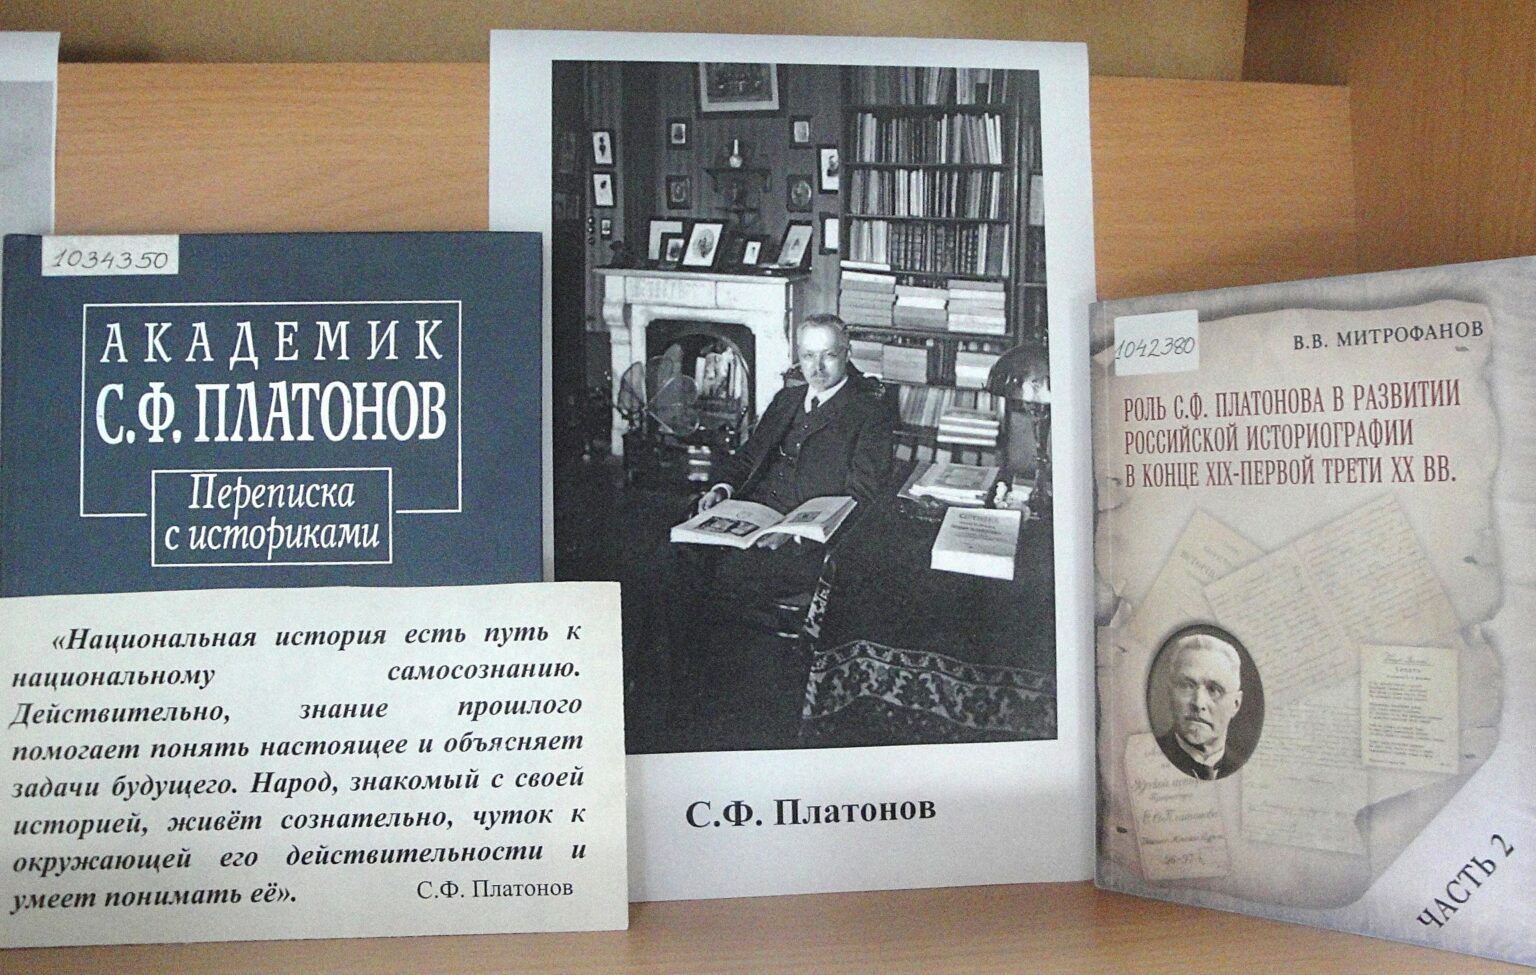 1034350
АКАДЕМИК
С.Ф. ПЛАТОНОВ
Переписка
с историками
«Национальная история есть путь к
национальному самосознанию.
Действительно, знание прошлого
помогает понять настоящее и объясняет
задачи будущего. Народ, знакомый с своей
историей, живёт сознательно, чуток к
окружающей его действительности и
умеет понимать её».
С.Ф. Платонов
С.Ф. Платонов
1042380
В.В. МИТРОФАНОВ
РОЛЬ С.Ф. ПЛАТОНОВА В РАЗВИТИИ
РОССИЙСКОЙ ИСТОРИОГРАФИИ
В КОНЦЕ XIX-ПЕРВОЙ ТРЕТИ XX ВВ.
ЧАСТЬ 2